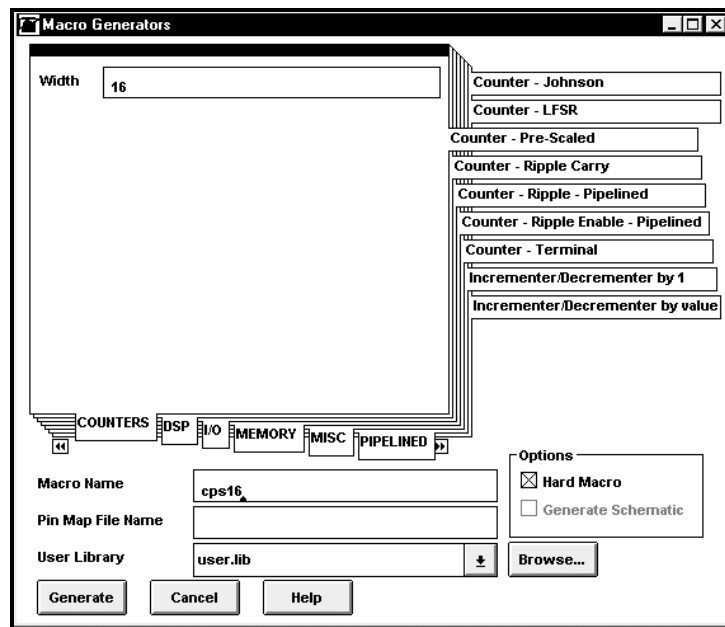 Macro Generators
Width
16
Counter - Johnson
Counter - LFSR
Counter - Pre-Scaled
Counter - Ripple Carry
Counter - Ripple - Pipelined
Counter - Ripple Enable - Pipelined
Counter - Terminal
Incrementer/Decrementer by 1
Incrementer/Decrementer by value
COUNTERS
DSP
I/O
MEMORY
MISC
PIPELINED
Macro Name
cps16
Pin Map File Name
User Library
user.lib
Options
Hard Macro
Generate Schematic
Browse...
Generate
Cancel
Help